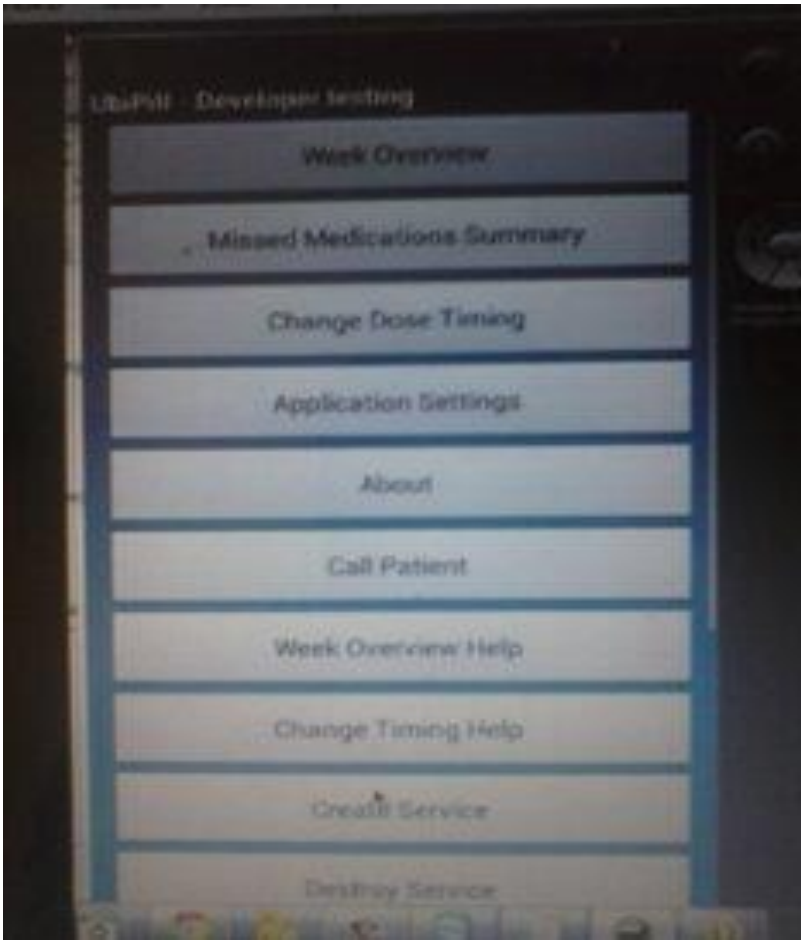 UbiPill - Developer testing
Week Overview
Missed Medications Summary
Change Dose Timing
Application Settings
About
Call Patient
Week Overview Help
Change Timing Help
Create Service
Destroy Service